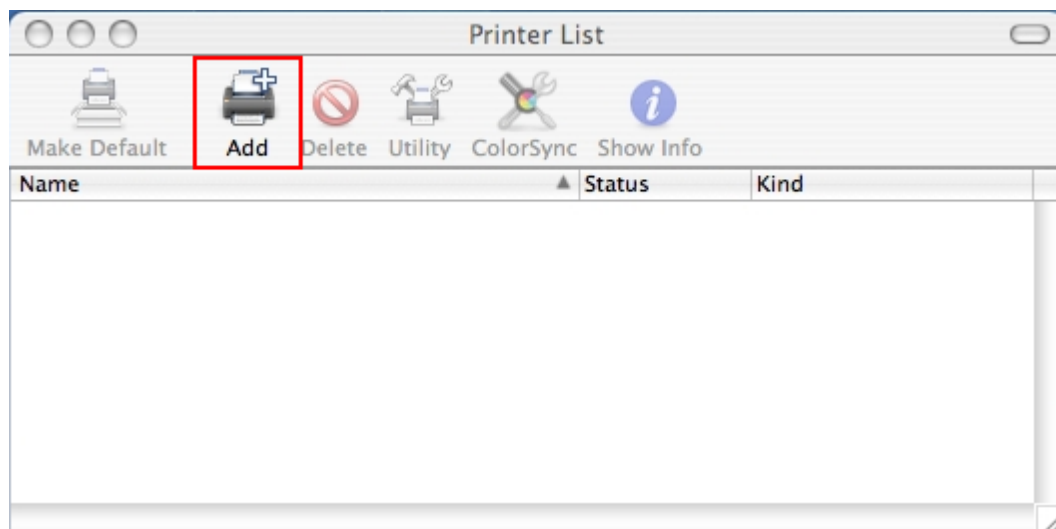 Printer List
Make Default Add Delete Utility ColorSync Show Info
Name Status Kind